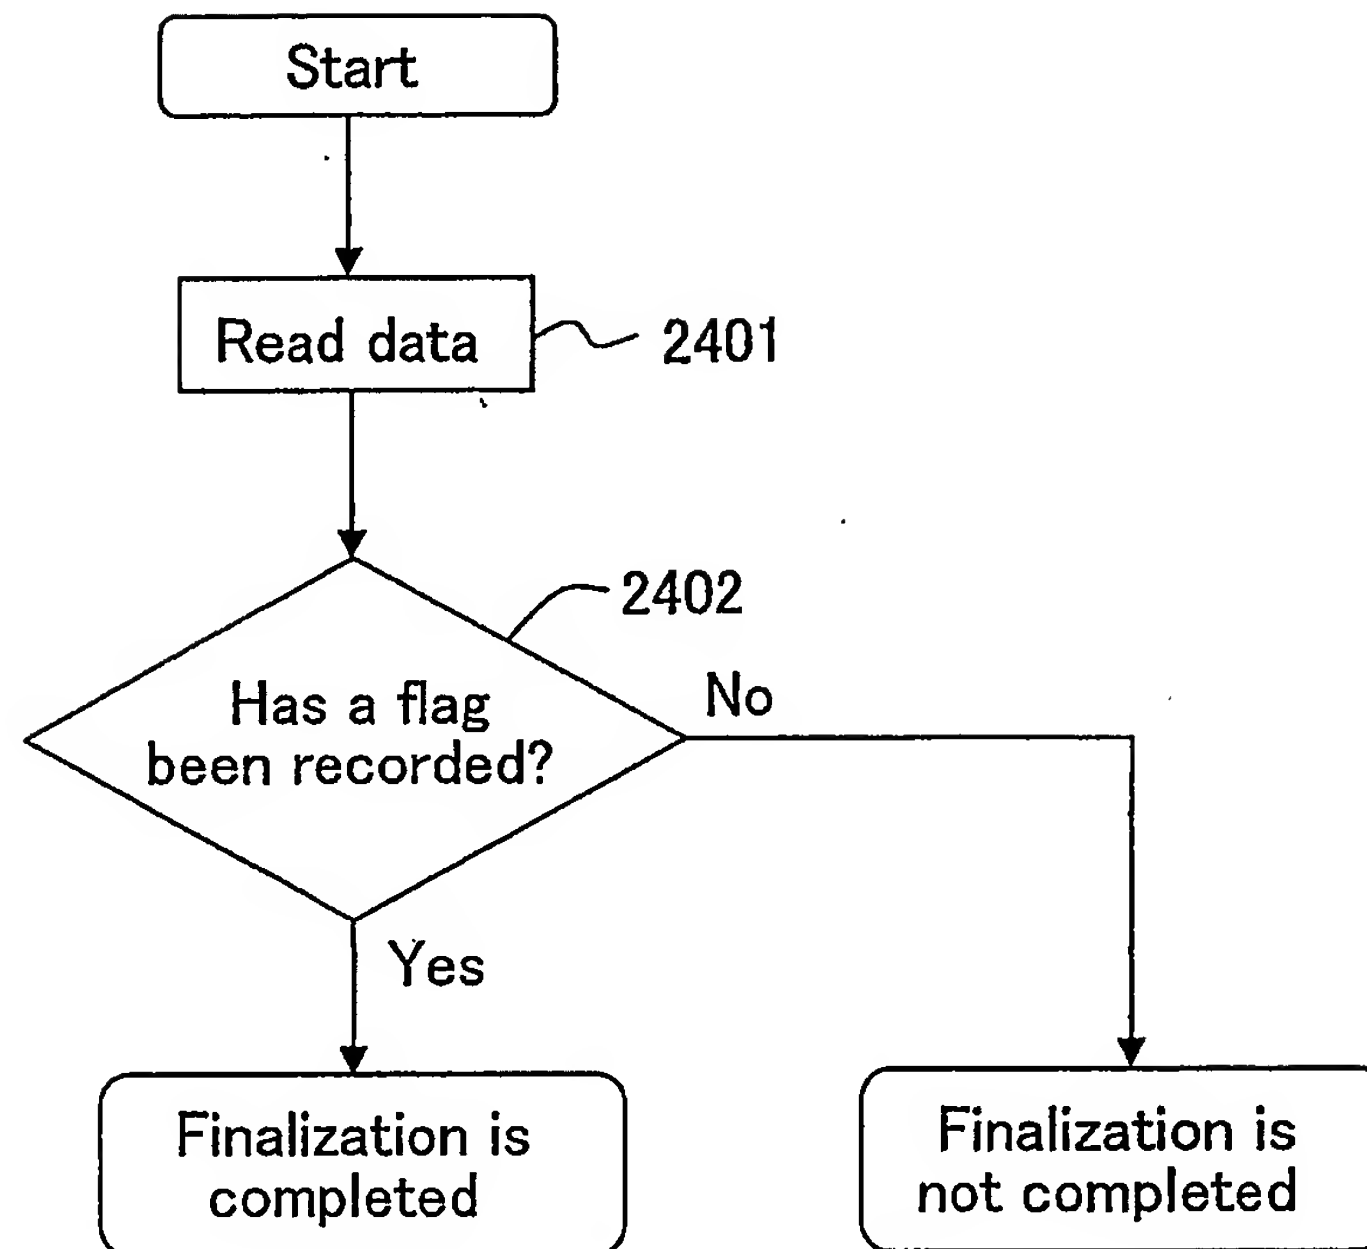 Start
Read data
2401
2402
Has a flag
been recorded?
No
Yes
Finalization is
completed
Finalization is
not completed